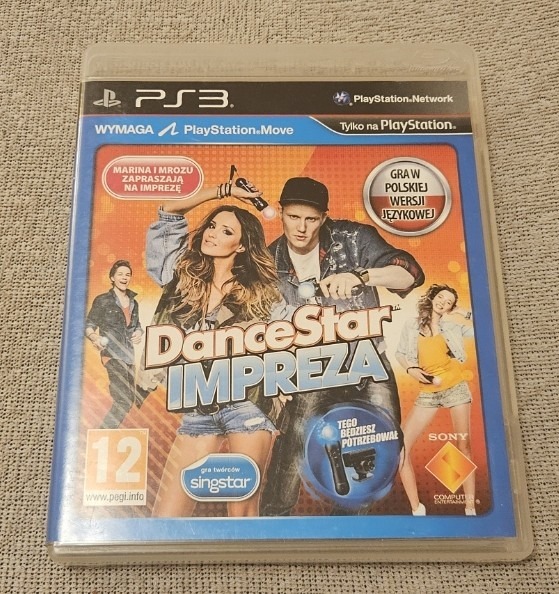 PS3
PlayStation®Network
WYMAGA PlayStation®Move
Tylko na PlayStation®
MARINA I MROZU
ZAPRASZAJĄ
NA IMPREZĘ
GRA W
POLSKIEJ
WERSJI
JĘZYKOWEJ
DanceStar™
IMPREZA
TEGO
BĘDZIESZ
POTRZEBOWAŁ
12
www.pegi.info
gra twórców
singstar
SONY
COMPUTER
ENTERTAINMENT®